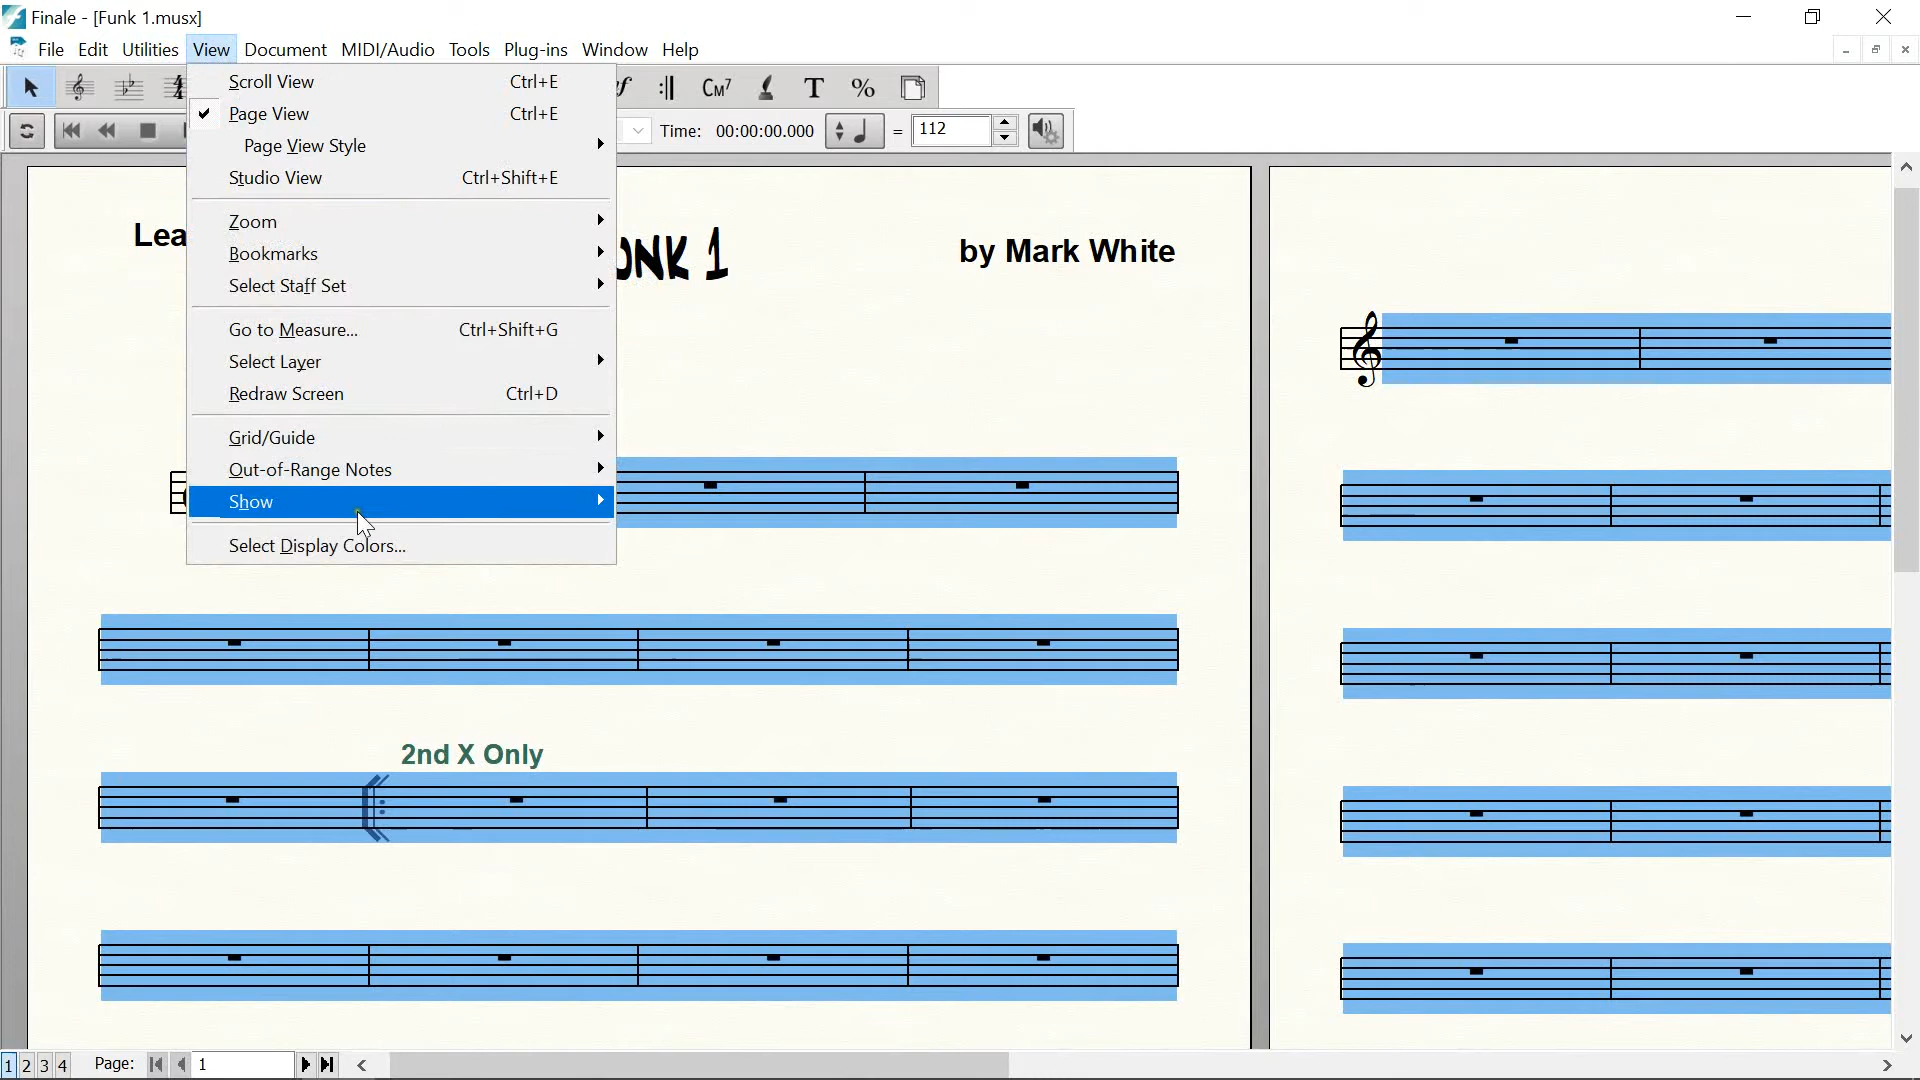 Finale - [Funk 1.musx]
File Edit Utilities View Document MIDI/Audio Tools Plug-ins Window Help
Scroll View Ctrl+E
Page View Ctrl+E
Page View Style
Studio View Ctrl+Shift+E
Zoom
Bookmarks
Select Staff Set
Go to Measure... Ctrl+Shift+G
Select Layer
Redraw Screen Ctrl+D
Grid/Guide
Out-of-Range Notes
Show
Select Display Colors...
CM7 T %
Time: 00:00:00.000 = 112
Lea UNK 1 by Mark White
2nd X Only
1 2 3 4 Page: 1